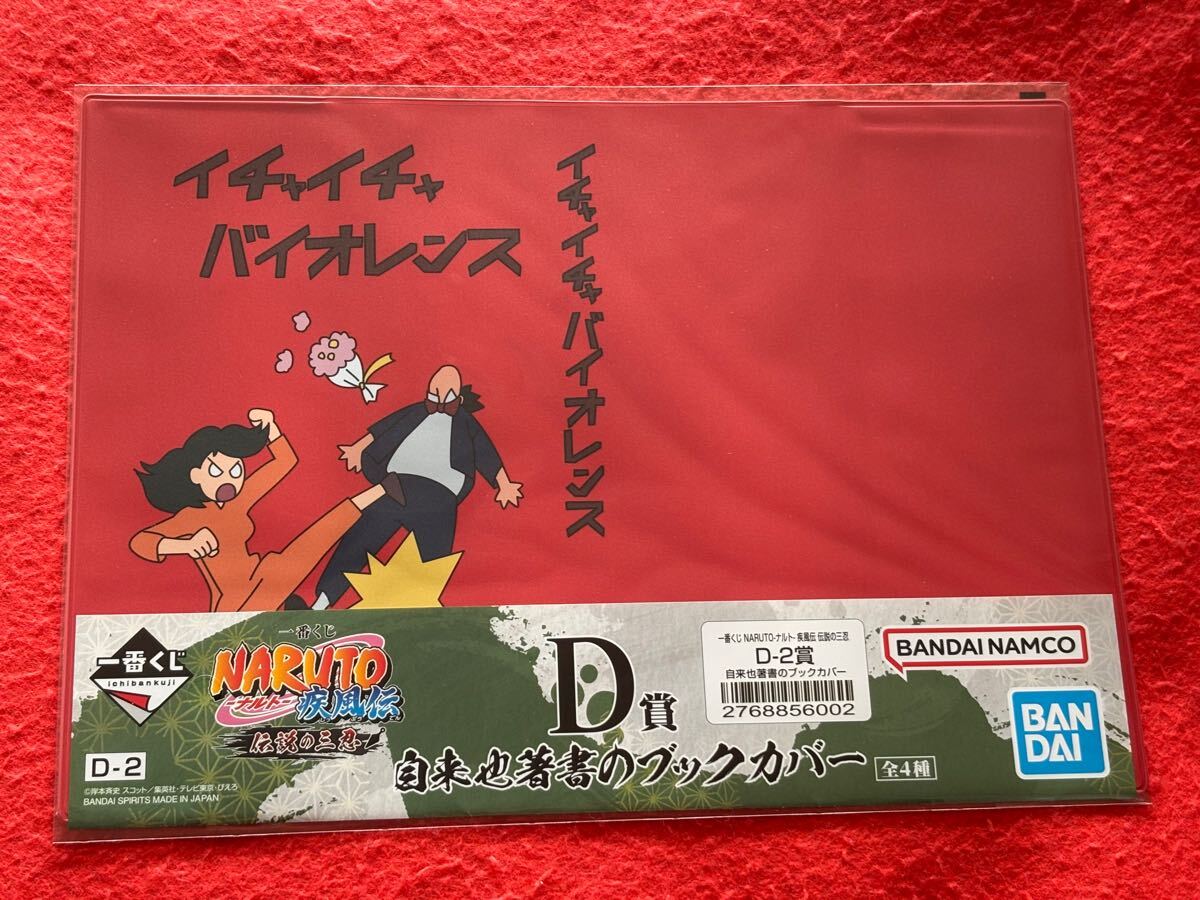 イチャイチャ
バイオレンス
イチャイチャバイオレンス
一番くじ
ichibankuji
D-2
©岸本斉史 スコット／集英社・テレビ東京・ぴえろ
BANDAI SPIRITS MADE IN JAPAN
一番くじ
NARUTO
-ナルト-
疾風伝
伝説の三忍
D賞
自来也著書のブックカバー
全4種
一番くじ NARUTO-ナルト- 疾風伝 伝説の三忍
D-2賞
自来也著書のブックカバー
2768856002
BANDAI NAMCO
BAN
DAI